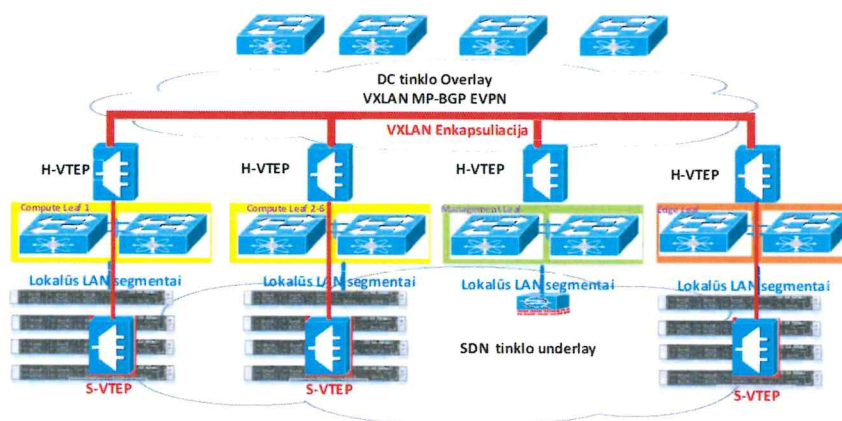 DC tinklo Overlay
VXLAN MP-BGP EVPN
VXLAN Enkapsuliacija
H-VTEP
H-VTEP
H-VTEP
H-VTEP
Compute Leaf 1
Compute Leaf 2-6
Managment Leaf
Edge Leaf
Lokalūs LAN segmentai
Lokalūs LAN segmentai
Lokalūs LAN segmentai
Lokalūs LAN segmentai
SDN tinklo underlay
S-VTEP
S-VTEP
S-VTEP